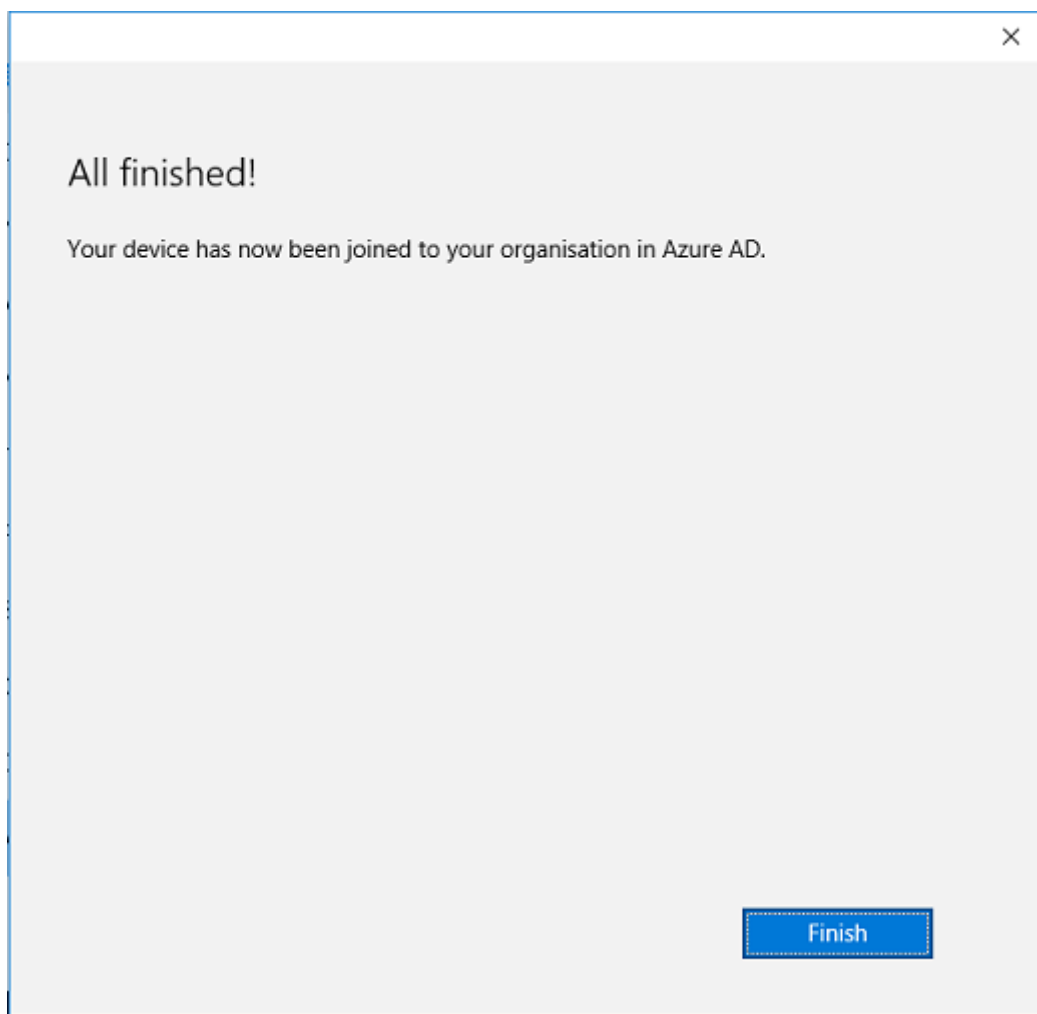 All finished!
Your device has now been joined to your organisation in Azure AD.
Finish